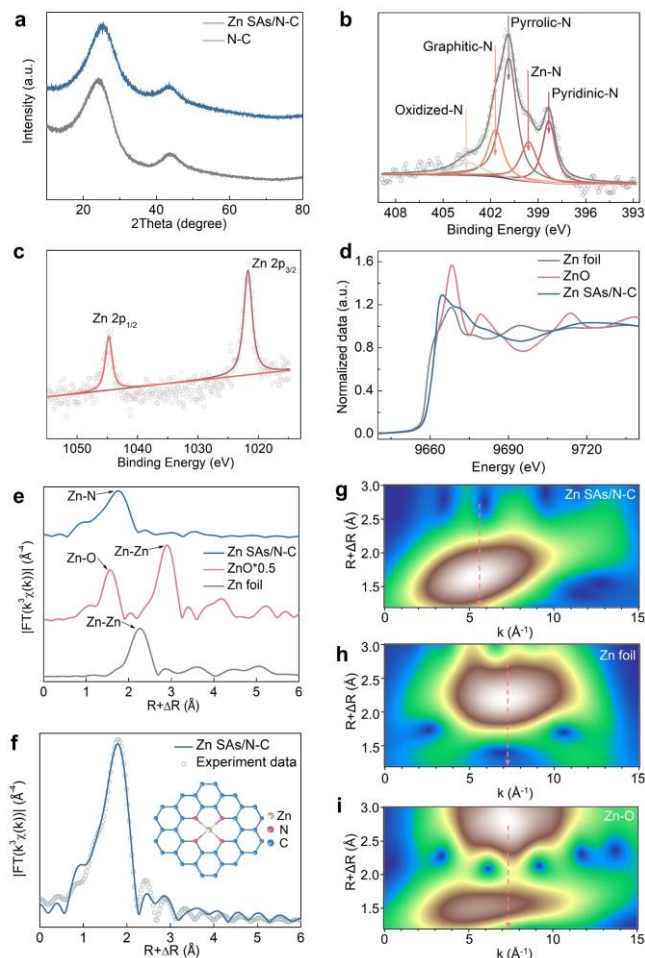 a
Zn SAs/N-C
N-C
Intensity (a.u.)
20 40 60 80
2Theta (degree)
b
Pyrrolic-N
Graphitic-N
Zn-N
Pyridinic-N
Oxidized-N
408 405 402 399 396 393
Binding Energy (eV)
c
Zn 2p3/2
Zn 2p1/2
1050 1040 1030 1020
Binding Energy (eV)
d
Zn foil
ZnO
Zn SAs/N-C
Normalized data (a.u.)
1.6
1.2
0.8
0.4
0.0
9660 9690 9720
Energy (eV)
e
Zn-N
Zn-Zn
Zn-O
Zn SAs/N-C
ZnO*0.5
Zn foil
Zn-Zn
|FT(k³χ(k))| (Å⁻⁴)
0 1 2 3 4 5 6
R+ΔR (Å)
f
Zn SAs/N-C
Experiment data
Zn
N
C
|FT(k³χ(k))| (Å⁻⁴)
0 1 2 3 4 5 6
R+ΔR (Å)
g
Zn SAs/N-C
R+ΔR (Å)
3.0
2.5
2.0
1.5
0 5 10 15
k (Å⁻¹)
h
Zn foil
R+ΔR (Å)
3.0
2.5
2.0
1.5
0 5 10 15
k (Å⁻¹)
i
Zn-O
R+ΔR (Å)
3.0
2.5
2.0
1.5
0 5 10 15
k (Å⁻¹)